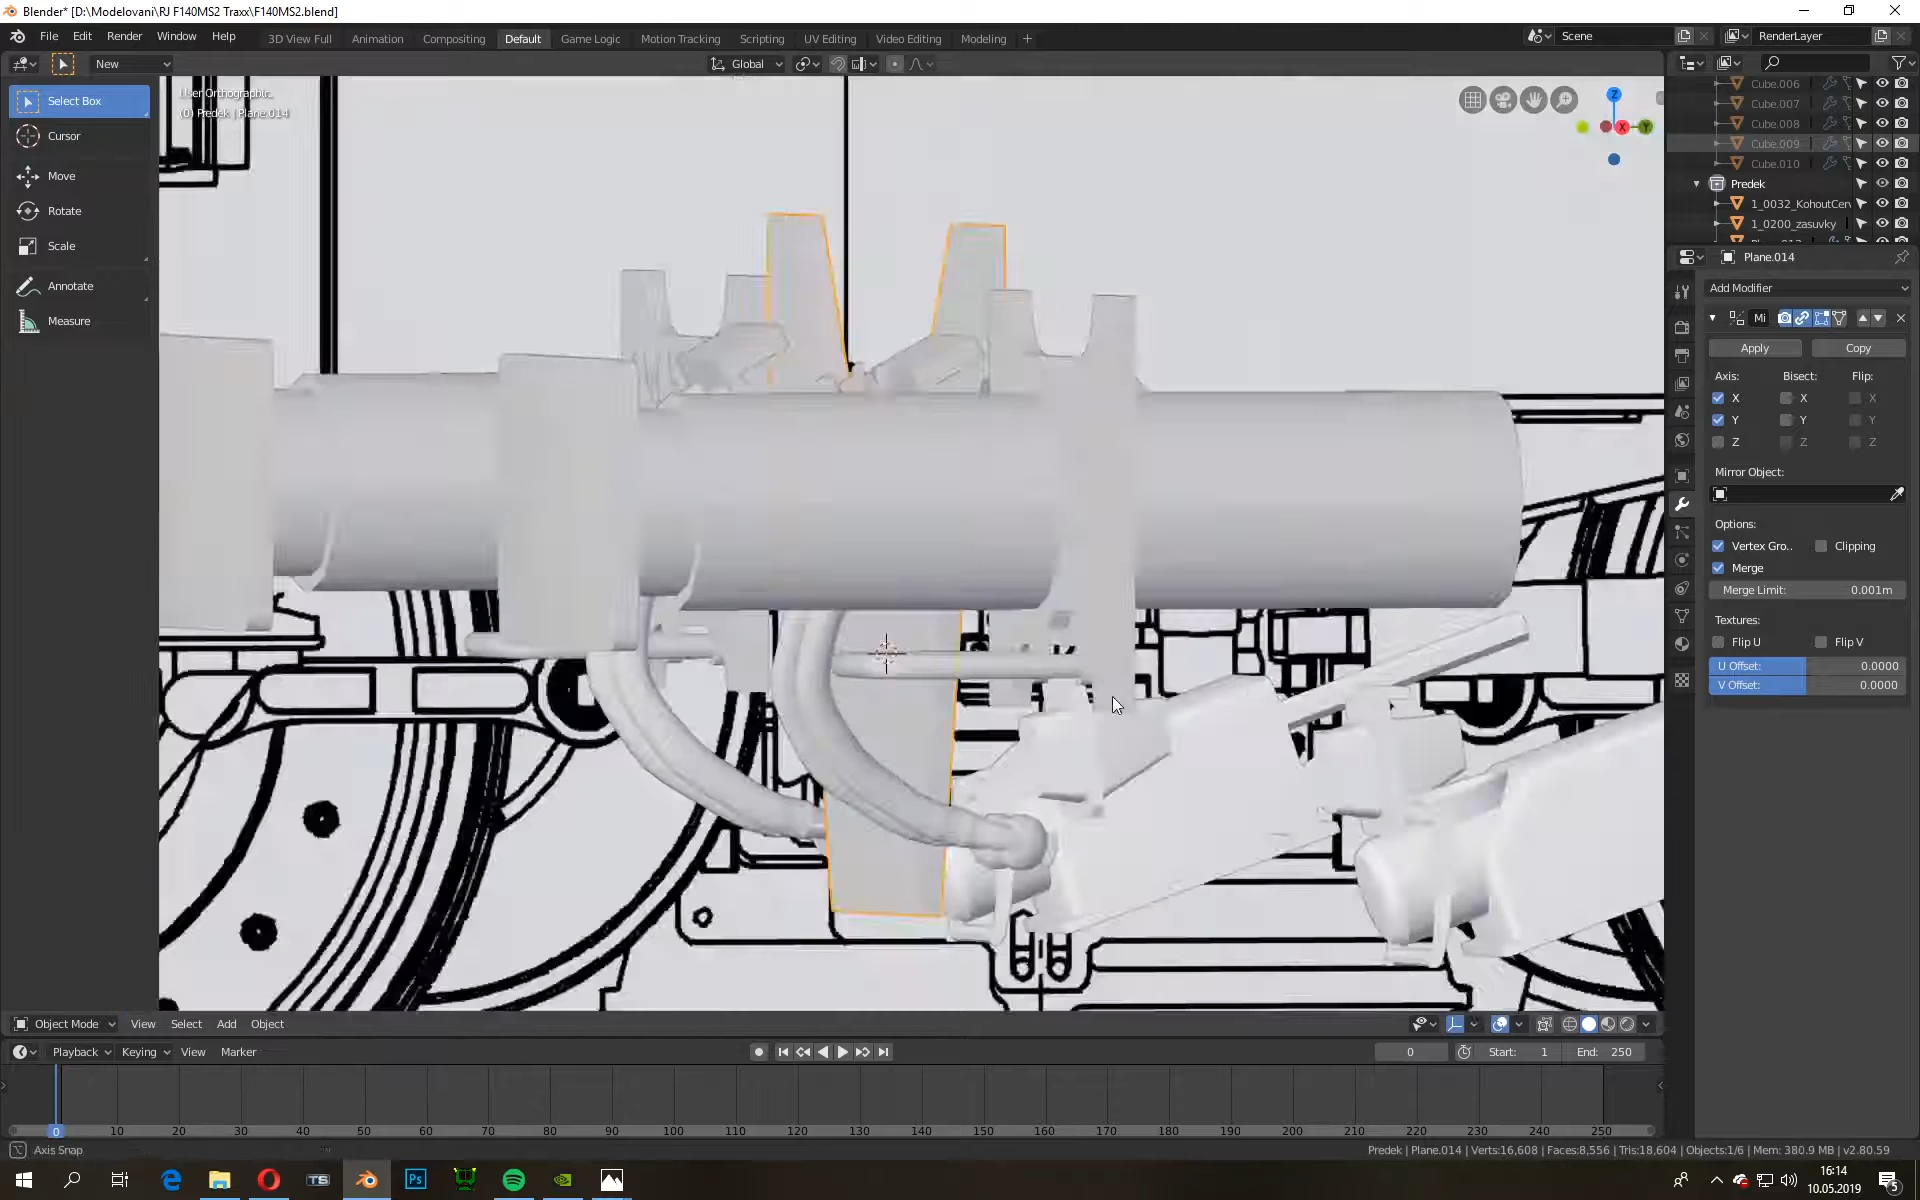 Blender* [D:\Modelovani\RJ F140MS2 Traxx\F140MS2.blend]
File Edit Render Window Help 3D View Full Animation Compositing Default Game Logic Motion Tracking Scripting UV Editing Video Editing Modeling + Scene RenderLayer
New Global
Select Box
Cursor
Move
Rotate
Scale
Annotate
Measure
User Orthographic
(0) Predek | Plane.014
Z
X
Y
Cube.006
Cube.007
Cube.008
Cube.009
Cube.010
Predek
1_0032_KohoutCerv
1_0200_zasuvky
Plane.014
Add Modifier
Mi
Apply Copy
Axis: Bisect: Flip:
X X X
Y Y Y
Z Z Z
Mirror Object:
Options:
Vertex Gro.. Clipping
Merge
Merge Limit: 0.001m
Textures:
Flip U Flip V
U Offset: 0.0000
V Offset: 0.0000
Object Mode View Select Add Object
Playback Keying View Marker 0 Start: 1 End: 250
0 10 20 30 40 50 60 70 80 90 100 110 120 130 140 150 160 170 180 190 200 210 220 230 240 250
Axis Snap Predek | Plane.014 | Verts:16,608 | Faces:8,556 | Tris:18,604 | Objects:1/6 | Mem: 380.9 MB | v2.80.59
TS Ps
16:14
10.05.2019
5